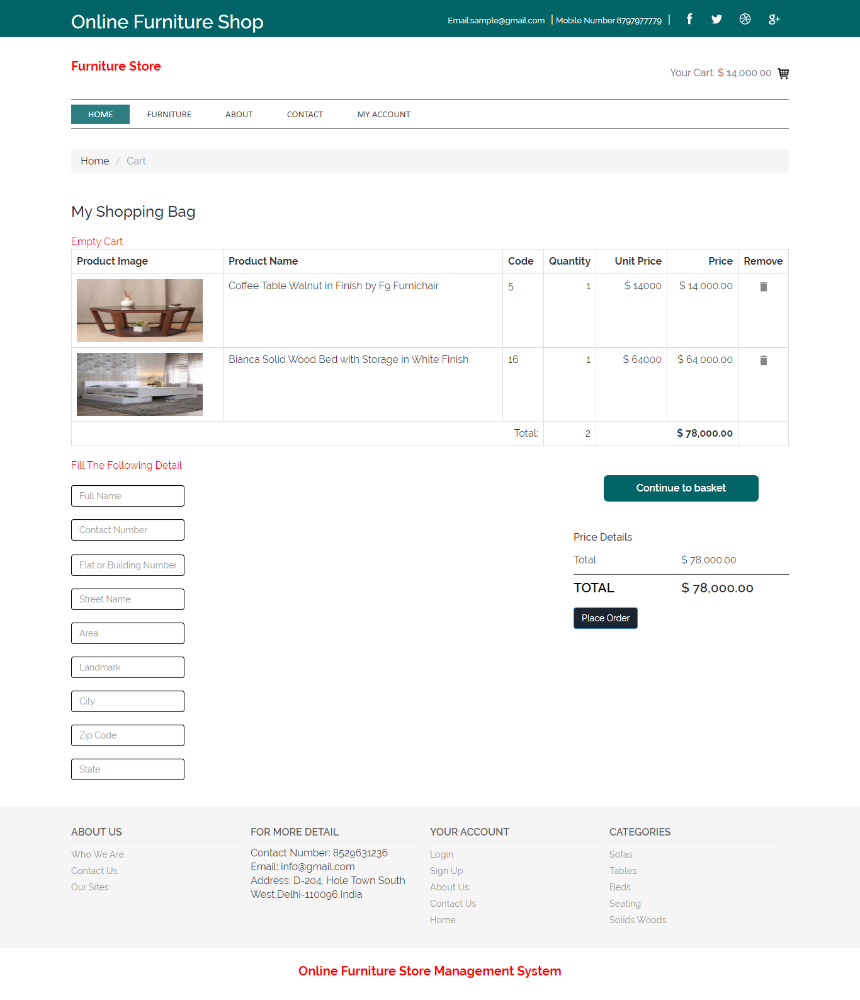 Online Furniture Shop
Email:sample@gmail.com | Mobile Number:8797977779 |
Furniture Store
Your Cart: $ 14,000.00
HOME FURNITURE ABOUT CONTACT MY ACCOUNT
Home / Cart
My Shopping Bag
Empty Cart
Product Image Product Name Code Quantity Unit Price Price Remove
Coffee Table Walnut in Finish by F9 Furnichair 5 1 $ 14000 $ 14,000.00
Bianca Solid Wood Bed with Storage in White Finish 16 1 $ 64000 $ 64,000.00
Total: 2 $ 78,000.00
Fill The Following Detail
Full Name
Contact Number
Flat or Building Number
Street Name
Area
Landmark
City
Zip Code
State
Continue to basket
Price Details
Total $ 78,000.00
TOTAL $ 78,000.00
Place Order
ABOUT US
Who We Are
Contact Us
Our Sites
FOR MORE DETAIL
Contact Number: 8529631236
Email: info@gmail.com
Address: D-204, Hole Town South
West,Delhi-110096,India
YOUR ACCOUNT
Login
Sign Up
About Us
Contact Us
Home
CATEGORIES
Sofas
Tables
Beds
Seating
Solids Woods
Online Furniture Store Management System